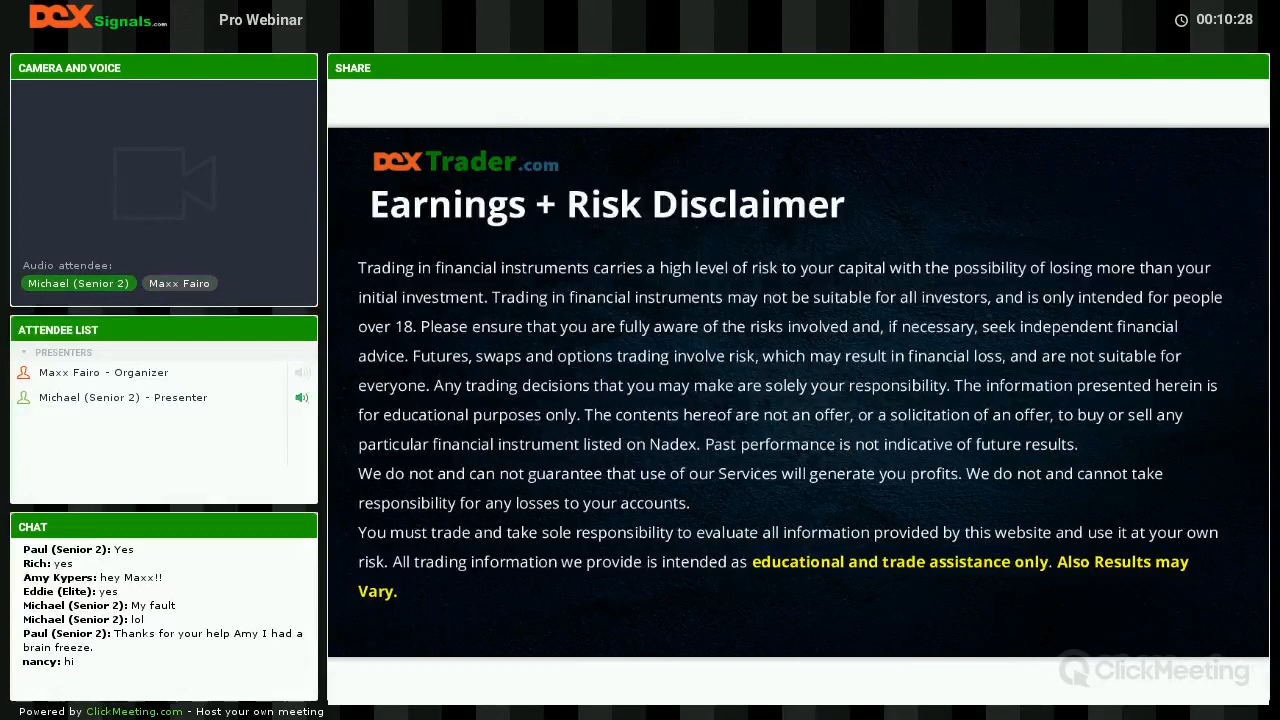 DCX Signals.com
Pro Webinar
00:10:28
CAMERA AND VOICE
Audio attendee:
Michael (Senior 2)
Maxx Fairo
ATTENDEE LIST
PRESENTERS
Maxx Fairo - Organizer
Michael (Senior 2) - Presenter
CHAT
Paul (Senior 2): Yes
Rich: yes
Amy Kypers: hey Maxx!!
Eddie (Elite): yes
Michael (Senior 2): My fault
Michael (Senior 2): lol
Paul (Senior 2): Thanks for your help Amy I had a
brain freeze.
nancy: hi
Powered by ClickMeeting.com - Host your own meeting
SHARE
DCX Trader.com
Earnings + Risk Disclaimer
Trading in financial instruments carries a high level of risk to your capital with the possibility of losing more than your
initial investment. Trading in financial instruments may not be suitable for all investors, and is only intended for people
over 18. Please ensure that you are fully aware of the risks involved and, if necessary, seek independent financial
advice. Futures, swaps and options trading involve risk, which may result in financial loss, and are not suitable for
everyone. Any trading decisions that you may make are solely your responsibility. The information presented herein is
for educational purposes only. The contents hereof are not an offer, or a solicitation of an offer, to buy or sell any
particular financial instrument listed on Nadex. Past performance is not indicative of future results.
We do not and can not guarantee that use of our Services will generate you profits. We do not and cannot take
responsibility for any losses to your accounts.
You must trade and take sole responsibility to evaluate all information provided by this website and use it at your own
risk. All trading information we provide is intended as educational and trade assistance only. Also Results may
Vary.
ClickMeeting